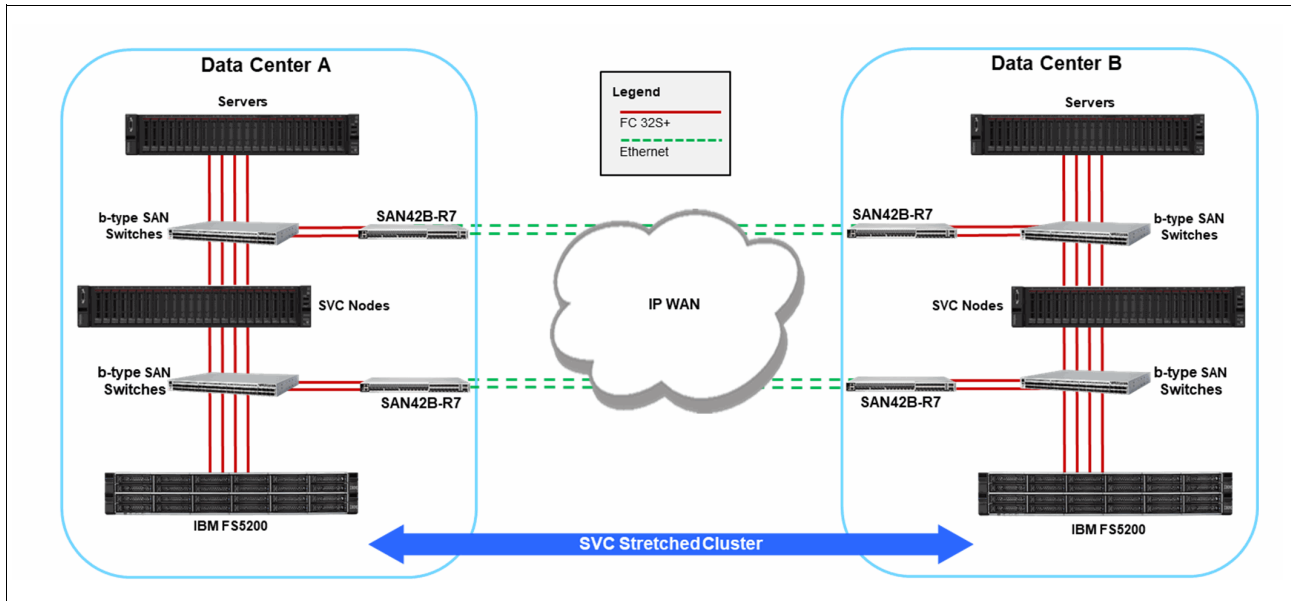 Data Center A
Data Center B
Servers
Legend
FC 32S+
Ethernet
Servers
b-type SAN
Switches
SAN42B-R7
SAN42B-R7
b-type SAN
Switches
SVC Nodes
IP WAN
SVC Nodes
b-type SAN
Switches
SAN42B-R7
SAN42B-R7
b-type SAN
Switches
IBM FS5200
IBM FS5200
SVC Stretched Cluster